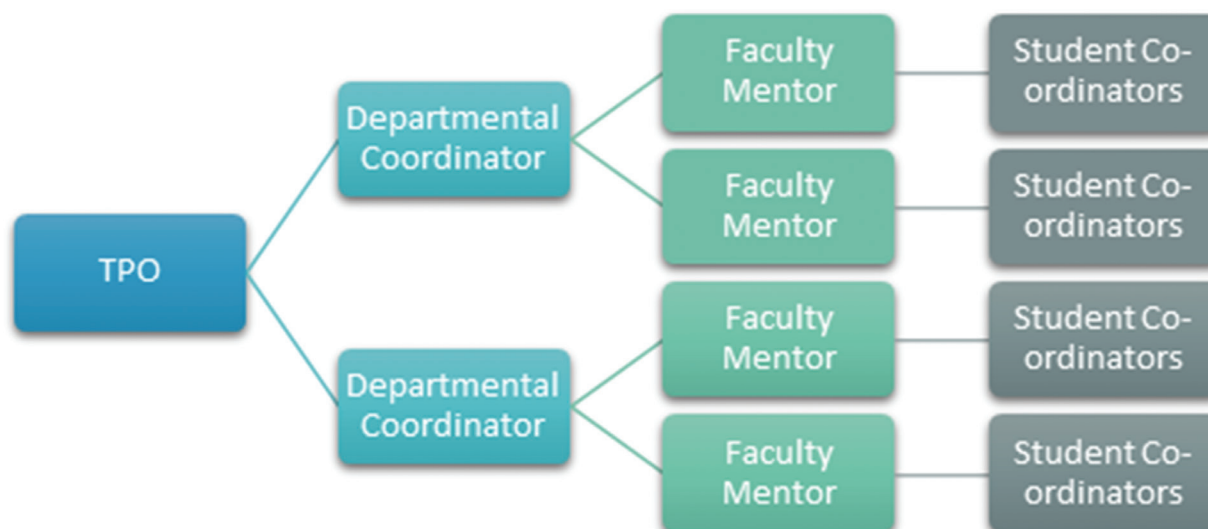 TPO
Departmental
Coordinator
Departmental
Coordinator
Faculty
Mentor
Faculty
Mentor
Faculty
Mentor
Faculty
Mentor
Student Co-
ordinators
Student Co-
ordinators
Student Co-
ordinators
Student Co-
ordinators